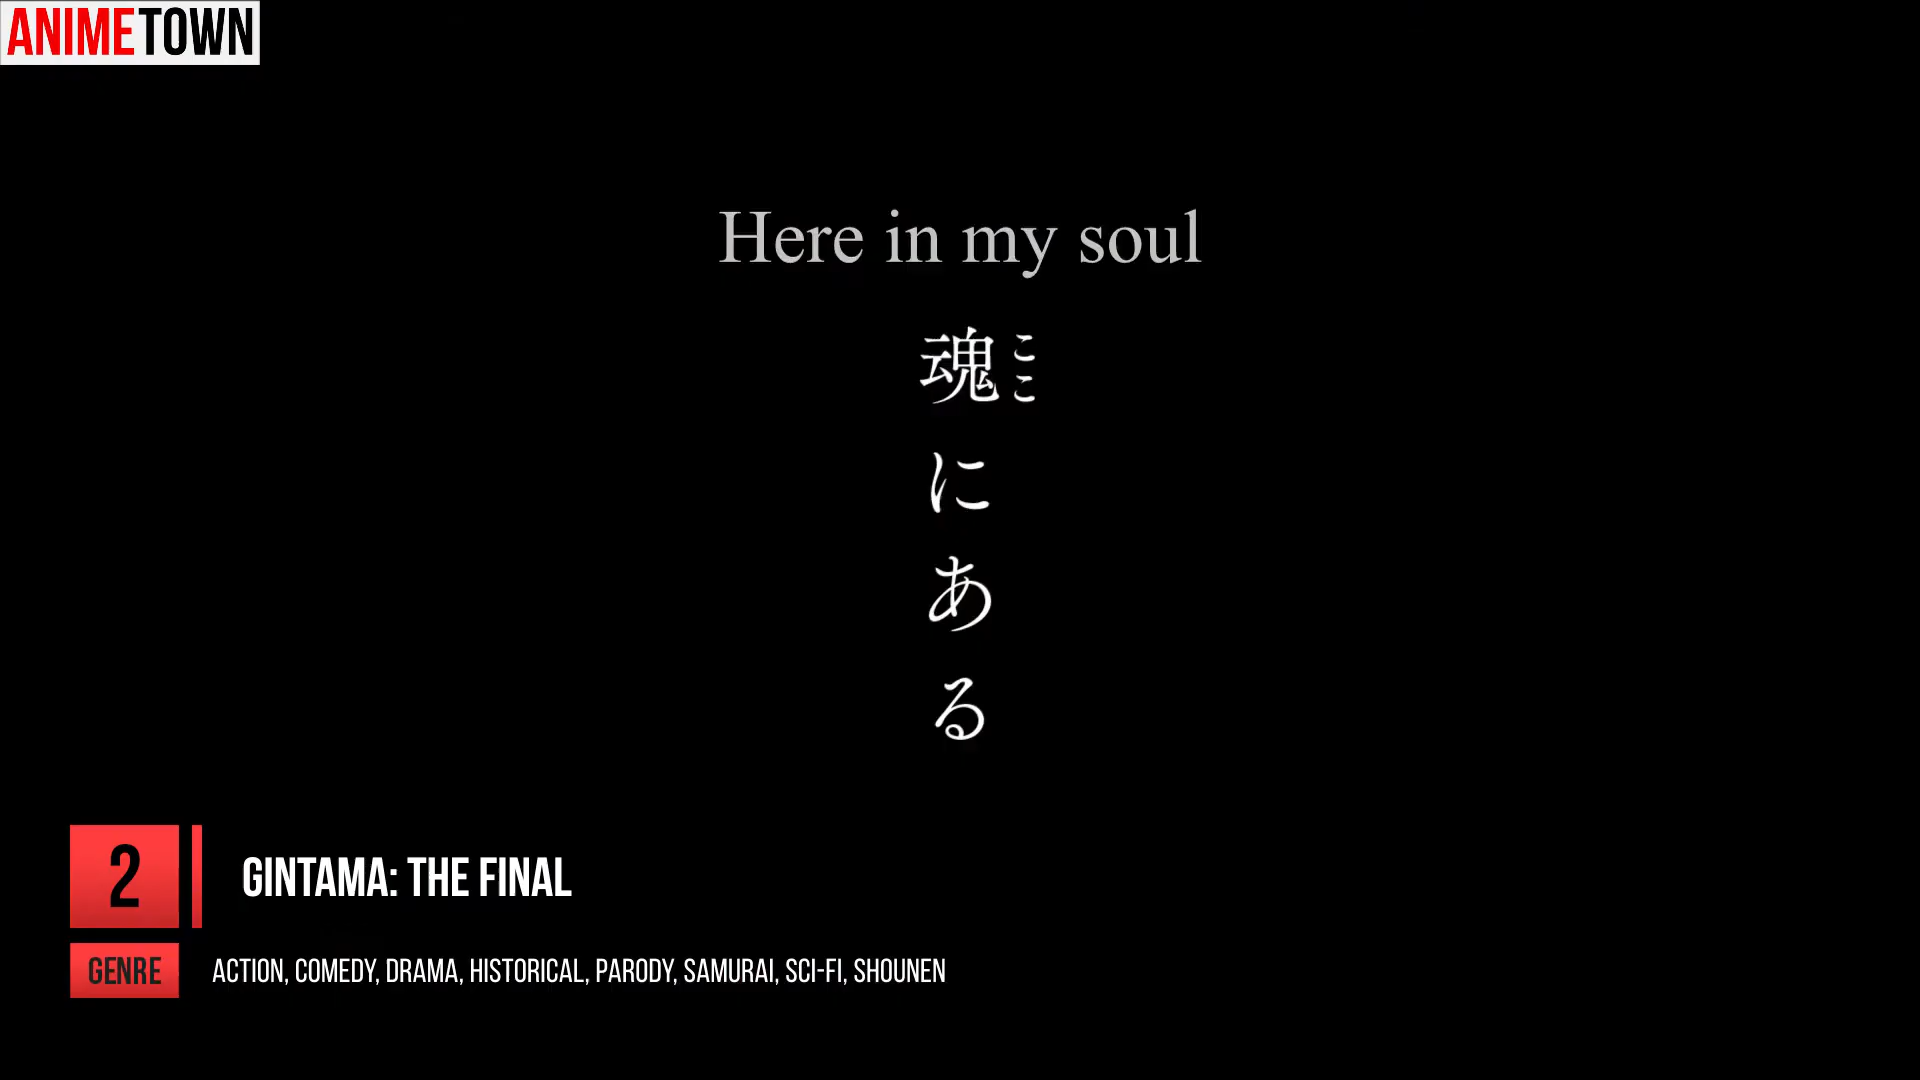 ANIMETOWN
Here in my soul
魂にある
ここ
2
GINTAMA: THE FINAL
GENRE
ACTION, COMEDY, DRAMA, HISTORICAL, PARODY, SAMURAI, SCI-FI, SHOUNEN